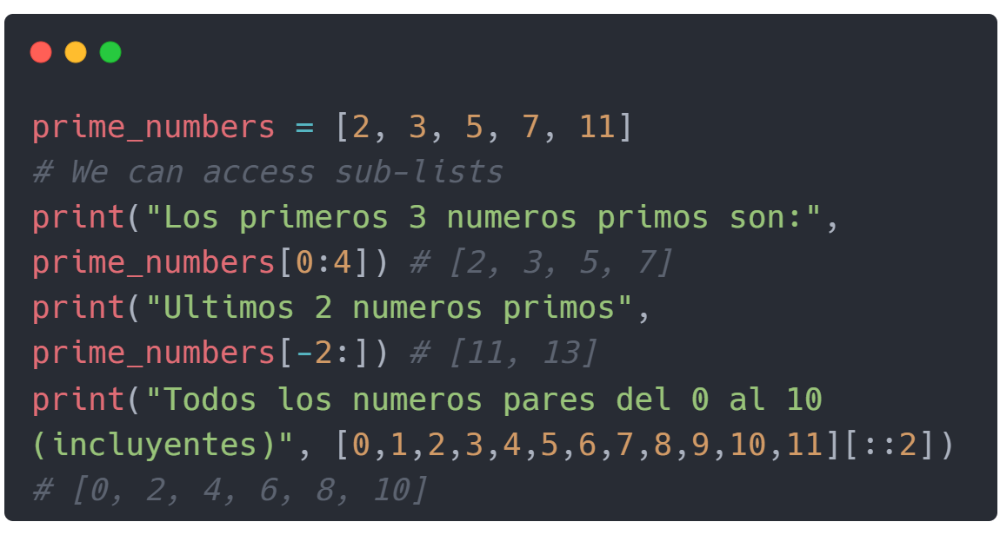 prime_numbers = [2, 3, 5, 7, 11]
# We can access sub-lists
print("Los primeros 3 numeros primos son:",
prime_numbers[0:4]) # [2, 3, 5, 7]
print("Ultimos 2 numeros primos",
prime_numbers[-2:]) # [11, 13]
print("Todos los numeros pares del 0 al 10
(incluyentes)", [0,1,2,3,4,5,6,7,8,9,10,11][::2])
# [0, 2, 4, 6, 8, 10]